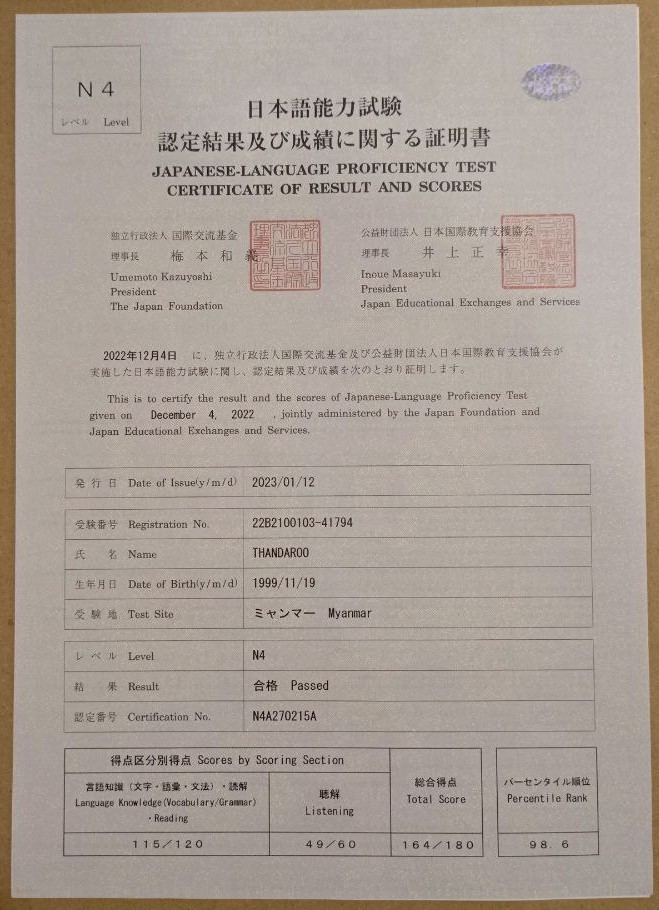 N4
レベル Level
日本語能力試験
認定結果及び成績に関する証明書
JAPANESE-LANGUAGE PROFICIENCY TEST
CERTIFICATE OF RESULT AND SCORES
独立行政法人 国際交流基金
理事長 梅本和義
Umemoto Kazuyoshi
President
The Japan Foundation
公益財団法人 日本国際教育支援協会
理事長 井上正幸
Inoue Masayuki
President
Japan Educational Exchanges and Services
2022年12月4日 に、独立行政法人国際交流基金及び公益財団法人日本国際教育支援協会が
実施した日本語能力試験に関し、認定結果及び成績を次のとおり証明します。
This is to certify the result and the scores of Japanese-Language Proficiency Test
given on December 4, 2022 , jointly administered by the Japan Foundation and
Japan Educational Exchanges and Services.
発行日 Date of Issue(y/m/d) 2023/01/12
受験番号 Registration No. 22B2100103-41794
氏名 Name THANDAROO
生年月日 Date of Birth(y/m/d) 1999/11/19
受験地 Test Site ミャンマー Myanmar
レベル Level N4
結果 Result 合格 Passed
認定番号 Certification No. N4A270215A
得点区分別得点 Scores by Scoring Section
言語知識（文字・語彙・文法）・読解
Language Knowledge(Vocabulary/Grammar)
・Reading
聴解
Listening
総合得点
Total Score
パーセンタイル順位
Percentile Rank
115/120 49/60 164/180 98.6